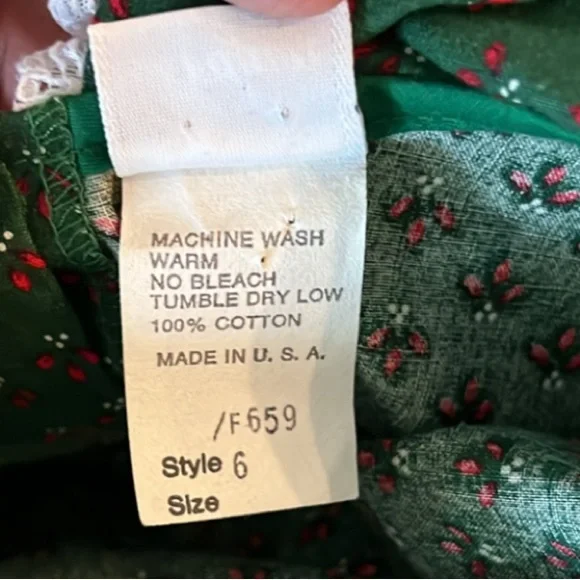 MACHINE WASH
WARM
NO BLEACH
TUMBLE DRY LOW
100% COTTON
MADE IN U. S. A.
/F659
Style 6
Size